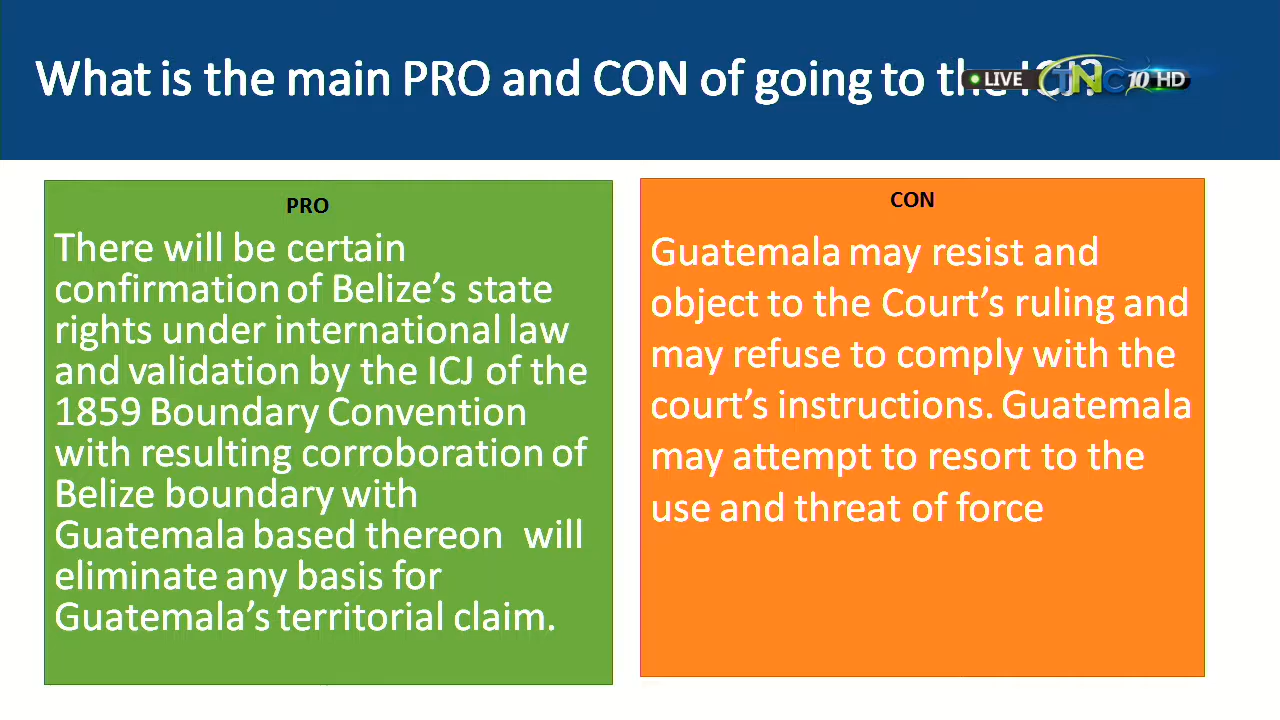 What is the main PRO and CON of going to the ICJ?
LIVE TNC 10 HD
PRO
There will be certain
confirmation of Belize's state
rights under international law
and validation by the ICJ of the
1859 Boundary Convention
with resulting corroboration of
Belize boundary with
Guatemala based thereon  will
eliminate any basis for
Guatemala's territorial claim.
CON
Guatemala may resist and
object to the Court's ruling and
may refuse to comply with the
court's instructions. Guatemala
may attempt to resort to the
use and threat of force